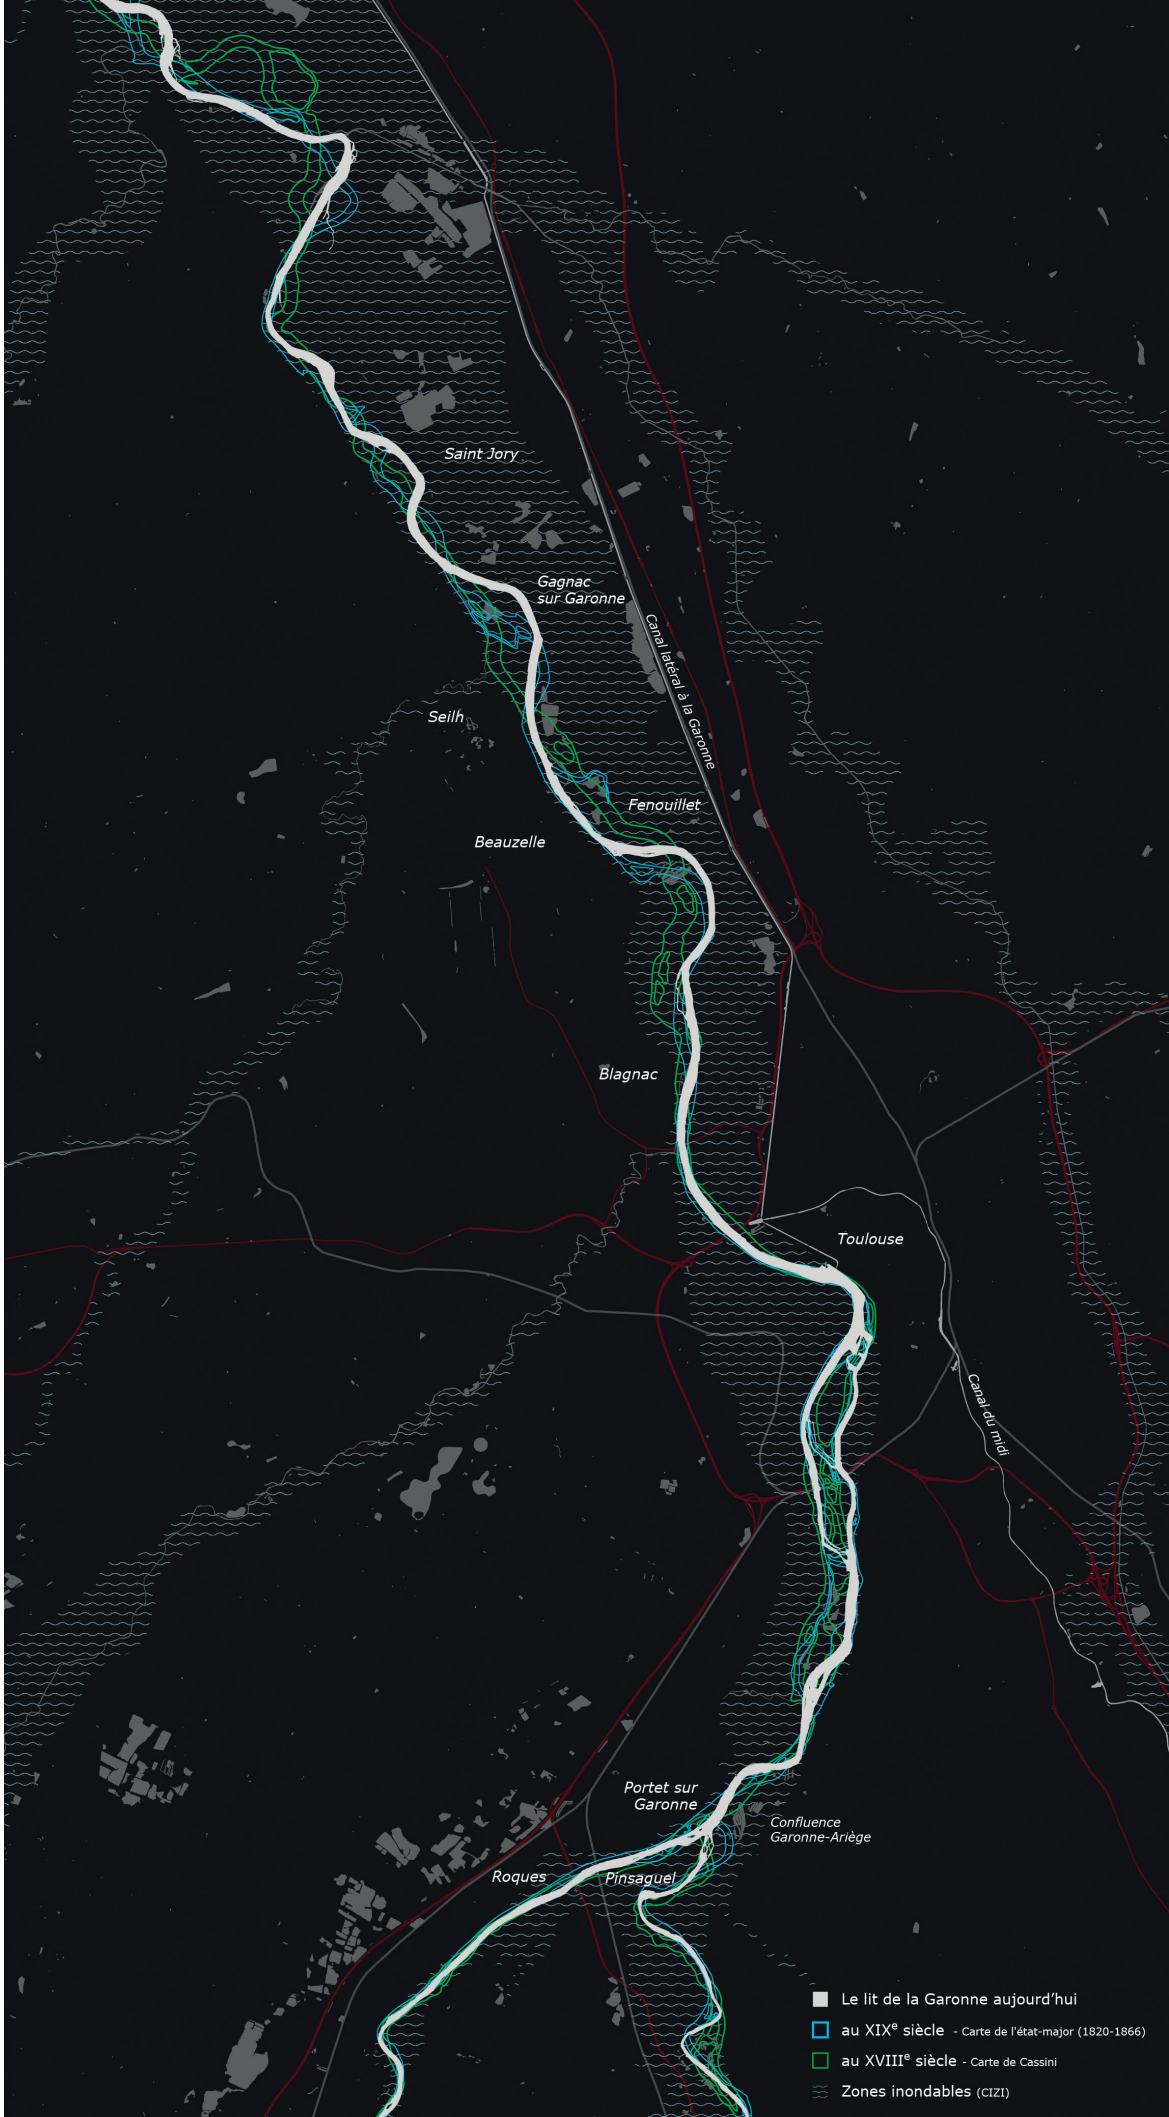 Saint Jory
Gagnac
sur Garonne
Canal latéral à la Garonne
Seilh
Fenouillet
Beauzelle
Blagnac
Toulouse
Canal du midi
Portet sur
Garonne
Confluence
Garonne-Ariège
Roques
Pinsaguel
Le lit de la Garonne aujourd’hui
au XIXe siècle - Carte de l'état-major (1820-1866)
au XVIIIe siècle - Carte de Cassini
Zones inondables (CIZI)